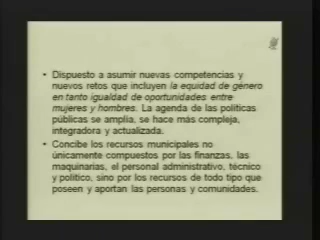 • Dispuesto a asumir nuevas competencias y
nuevos retos que incluyen la equidad de género
en tanto igualdad de oportunidades entre
mujeres y hombres. La agenda de las políticas
públicas se amplía, se hace más compleja,
integradora y actualizada.
• Concibe los recursos municipales no
únicamente compuestos por las finanzas, las
maquinarias, el personal administrativo, técnico
y político, sino por los recursos de todo tipo que
poseen y aportan las personas y comunidades.